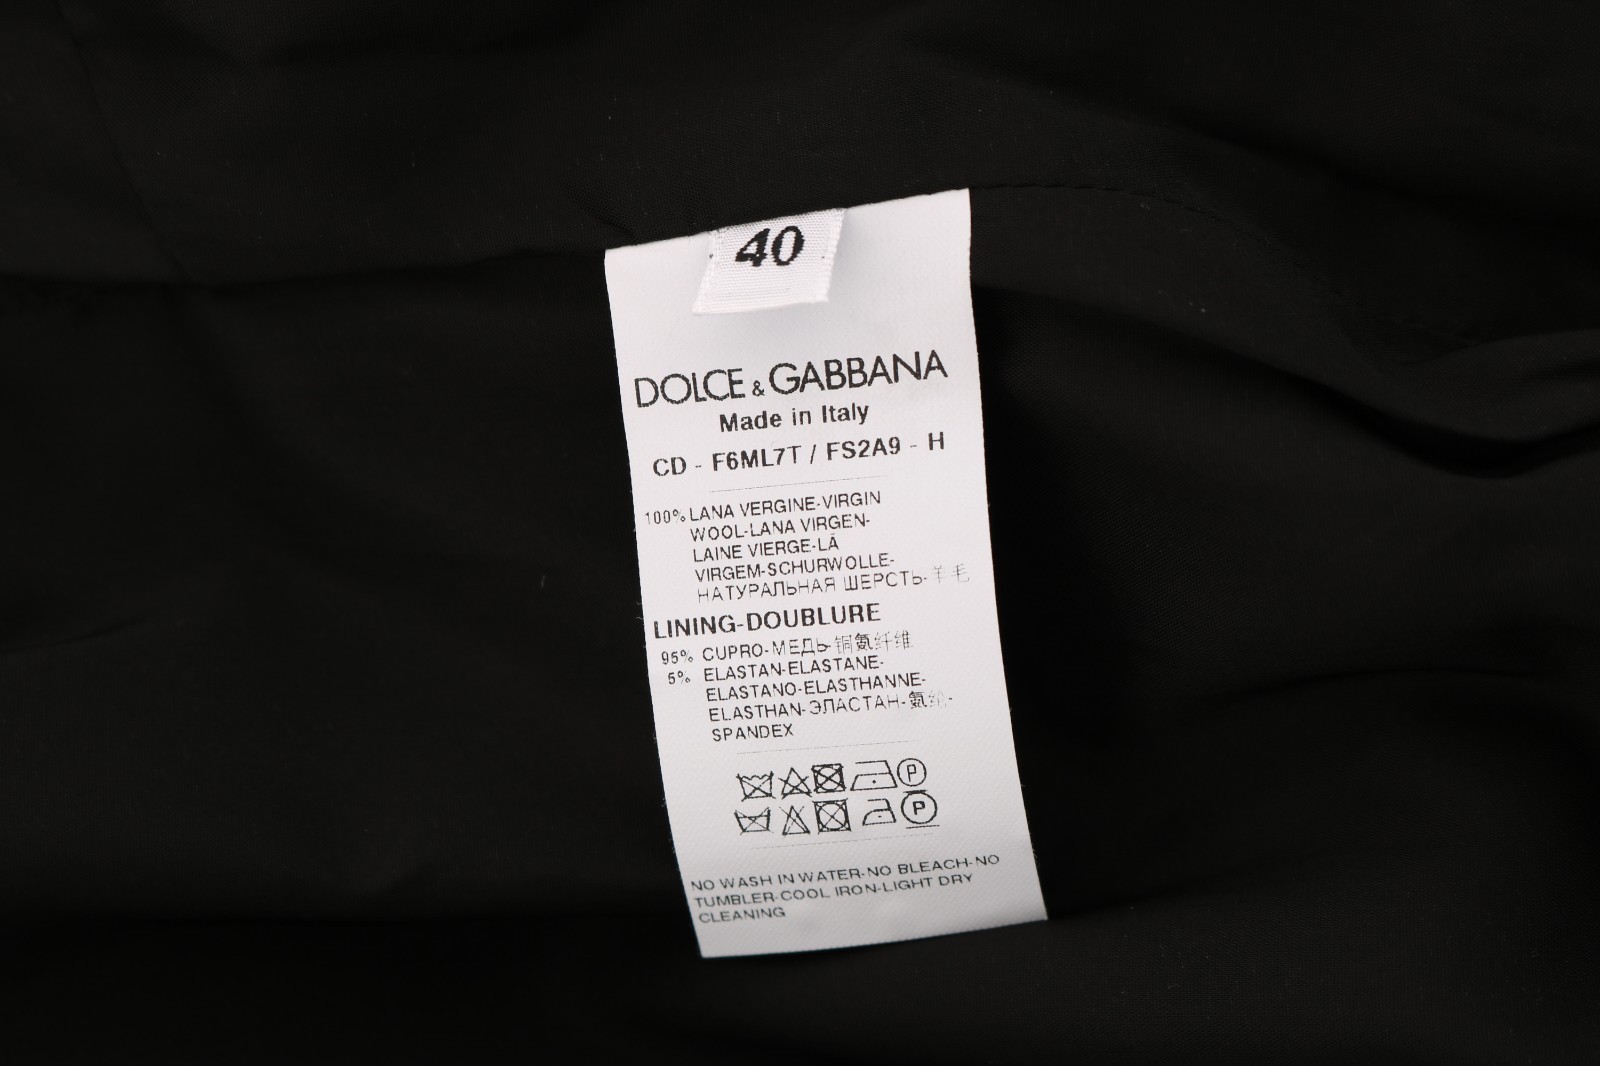 40
DOLCE & GABBANA
Made in Italy
CD - F6ML7T / FS2A9 - H
100% LANA VERGINE-VIRGIN
WOOL-LANA VIRGEN-
LAINE VIERGE-LÃ
VIRGEM-SCHURWOLLE-
НАТУРАЛЬНАЯ ШЕРСТЬ-羊毛
LINING-DOUBLURE
95% CUPRO-МЕДЬ-铜氨纤维
5% ELASTAN-ELASTANE-
ELASTANO-ELASTHANNE-
ELASTHAN-ЭЛАСТАН-氨纶-
SPANDEX
P
P
NO WASH IN WATER-NO BLEACH-NO
TUMBLER-COOL IRON-LIGHT DRY
CLEANING